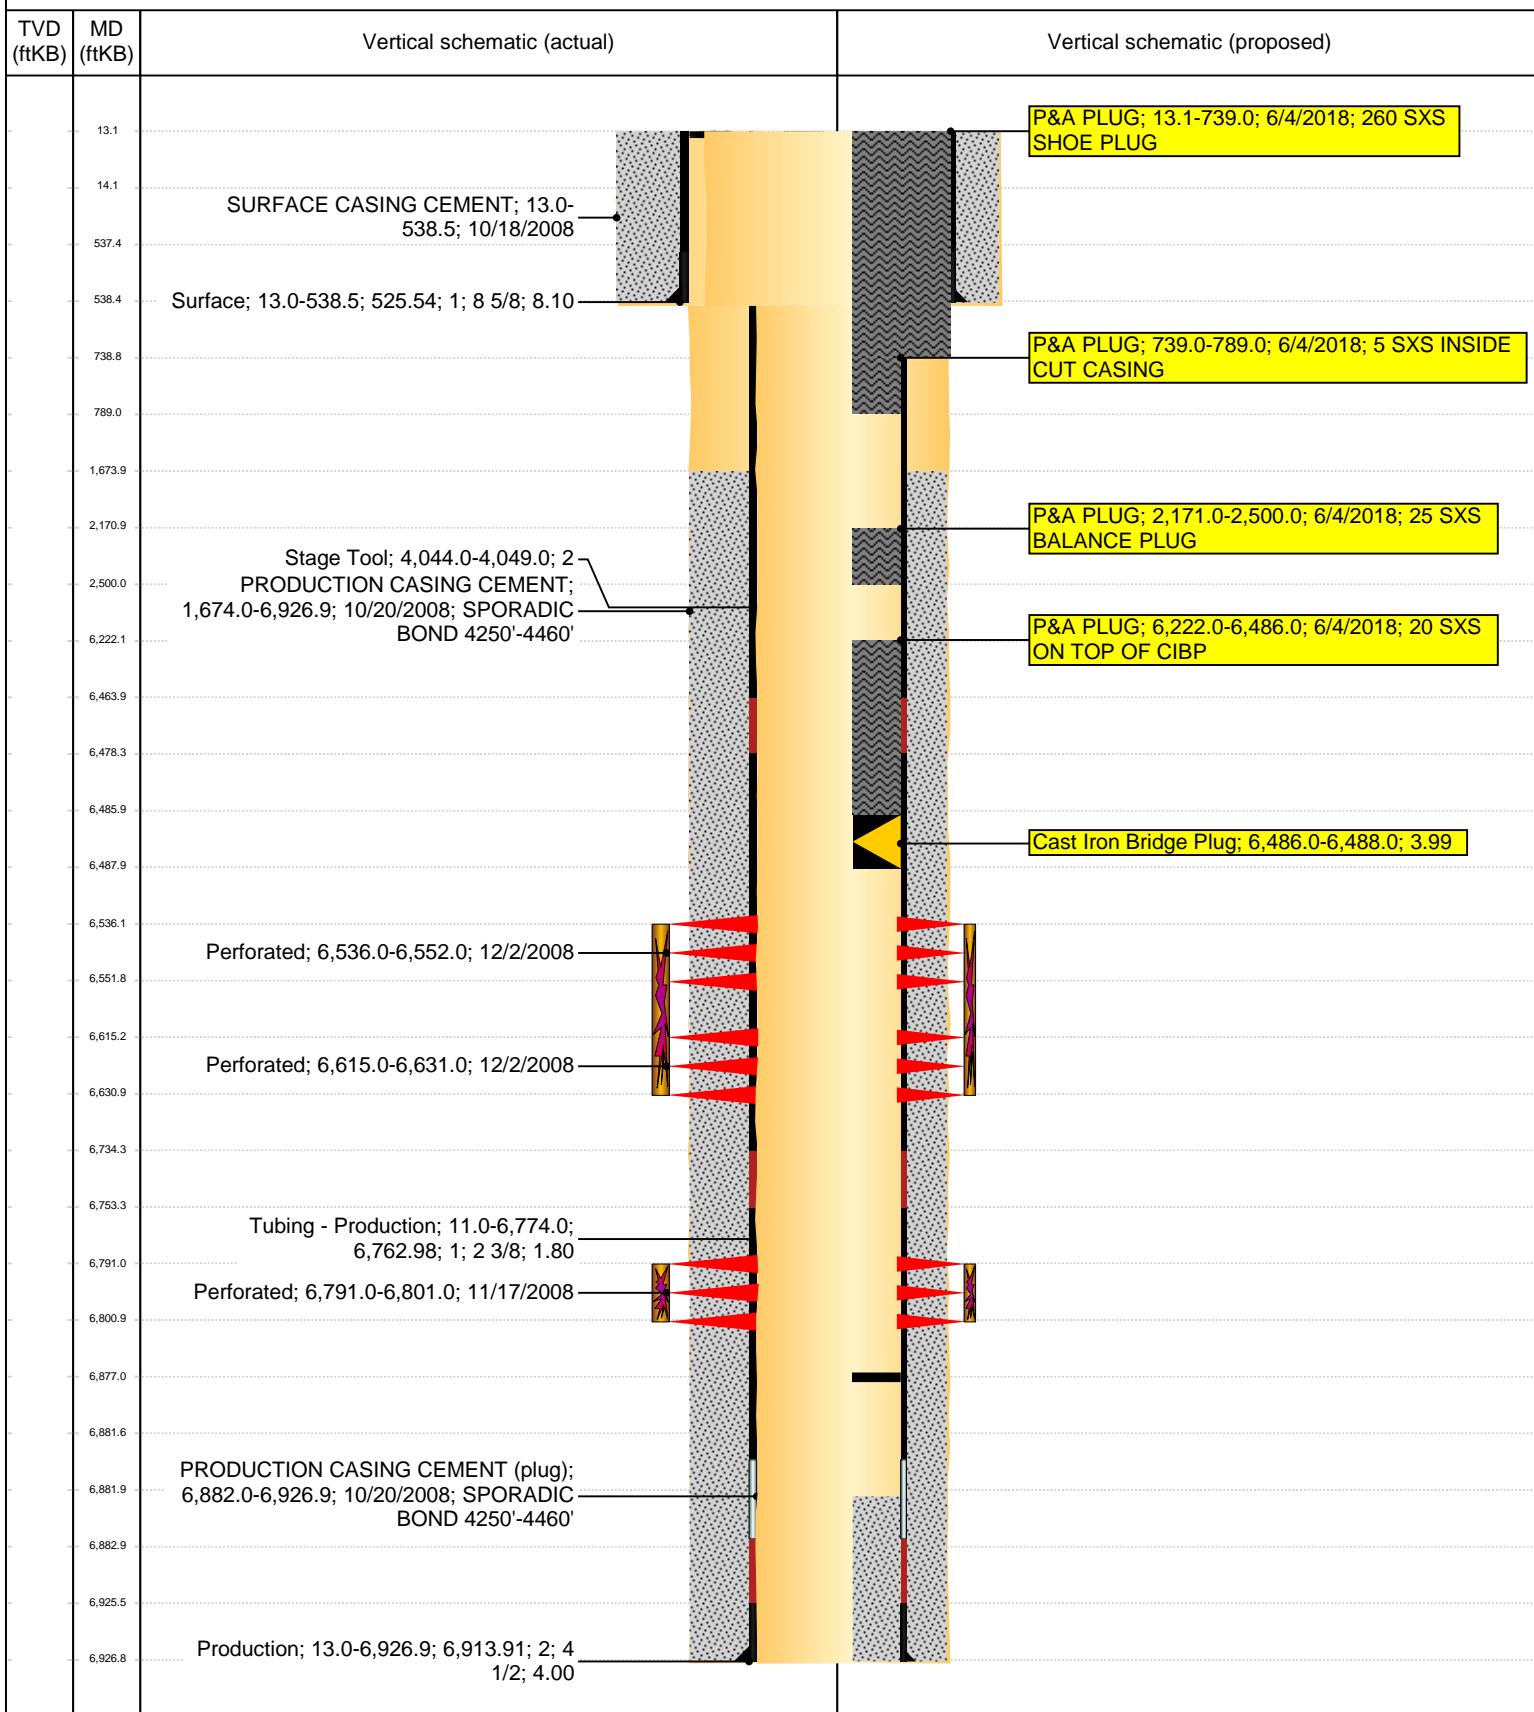 TVD
(ftKB)
MD
(ftKB)
Vertical schematic (actual)
Vertical schematic (proposed)
13.1
14.1
537.4
538.4
738.8
789.0
1,673.9
2,170.9
2,500.0
6,222.1
6,463.9
6,478.3
6,485.9
6,487.9
6,536.1
6,551.8
6,615.2
6,630.9
6,734.3
6,753.3
6,791.0
6,800.9
6,877.0
6,881.6
6,881.9
6,882.9
6,925.5
6,926.8
SURFACE CASING CEMENT; 13.0-
538.5; 10/18/2008
Surface; 13.0-538.5; 525.54; 1; 8 5/8; 8.10
Stage Tool; 4,044.0-4,049.0; 2
PRODUCTION CASING CEMENT;
1,674.0-6,926.9; 10/20/2008; SPORADIC
BOND 4250'-4460'
Perforated; 6,536.0-6,552.0; 12/2/2008
Perforated; 6,615.0-6,631.0; 12/2/2008
Tubing - Production; 11.0-6,774.0;
6,762.98; 1; 2 3/8; 1.80
Perforated; 6,791.0-6,801.0; 11/17/2008
PRODUCTION CASING CEMENT (plug);
6,882.0-6,926.9; 10/20/2008; SPORADIC
BOND 4250'-4460'
Production; 13.0-6,926.9; 6,913.91; 2; 4
1/2; 4.00
P&A PLUG; 13.1-739.0; 6/4/2018; 260 SXS
SHOE PLUG
P&A PLUG; 739.0-789.0; 6/4/2018; 5 SXS INSIDE
CUT CASING
P&A PLUG; 2,171.0-2,500.0; 6/4/2018; 25 SXS
BALANCE PLUG
P&A PLUG; 6,222.0-6,486.0; 6/4/2018; 20 SXS
ON TOP OF CIBP
Cast Iron Bridge Plug; 6,486.0-6,488.0; 3.99